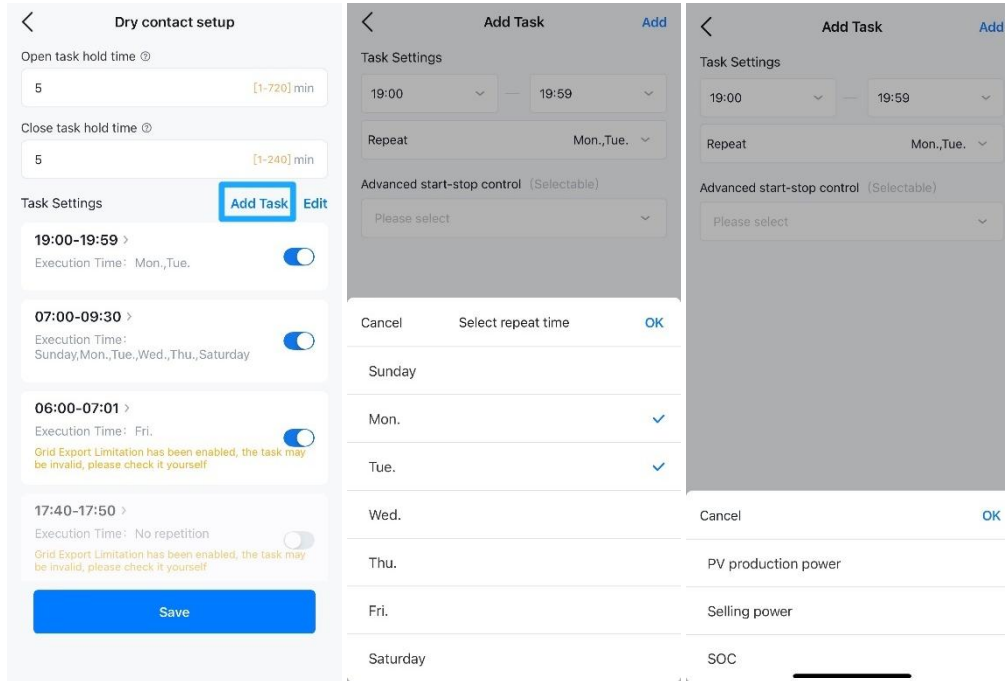 Dry contact setup
Open task hold time ?
5 [1-720] min
Close task hold time ?
5 [1-240] min
Task Settings Add Task Edit
19:00-19:59 >
Execution Time: Mon.,Tue.
07:00-09:30 >
Execution Time:
Sunday,Mon.,Tue.,Wed.,Thu.,Saturday
06:00-07:01 >
Execution Time: Fri.
Grid Export Limitation has been enabled, the task may
be invalid, please check it yourself
17:40-17:50 >
Execution Time: No repetition
Grid Export Limitation has been enabled, the task may
be invalid, please check it yourself
Save
Add Task Add
Task Settings
19:00 — 19:59
Repeat Mon.,Tue.
Advanced start-stop control (Selectable)
Please select
Cancel Select repeat time OK
Sunday
Mon.
Tue.
Wed.
Thu.
Fri.
Saturday
Add Task Add
Task Settings
19:00 — 19:59
Repeat Mon.,Tue.
Advanced start-stop control (Selectable)
Please select
Cancel OK
PV production power
Selling power
SOC